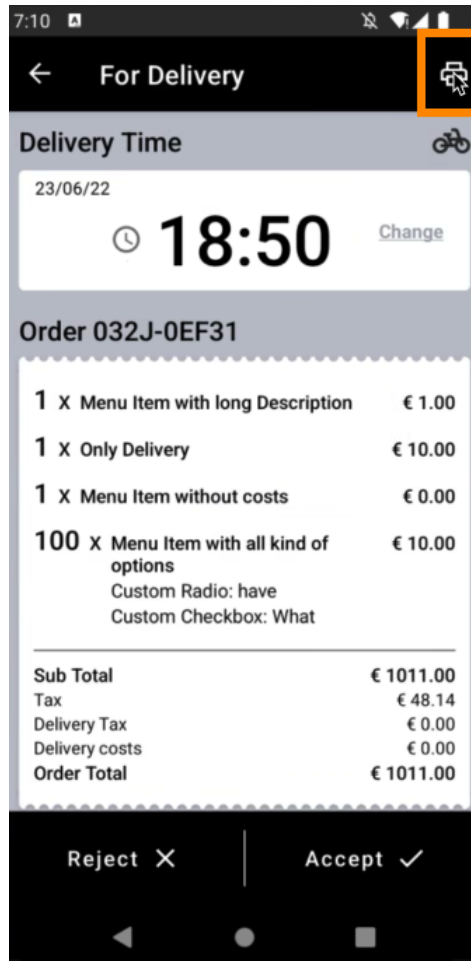 7:10 A
For Delivery
Delivery Time
23/06/22
18:50 Change
Order 032J-0EF31
1 X Menu Item with long Description € 1.00
1 X Only Delivery € 10.00
1 X Menu Item without costs € 0.00
100 X Menu Item with all kind of € 10.00
options
Custom Radio: have
Custom Checkbox: What
Sub Total € 1011.00
Tax € 48.14
Delivery Tax € 0.00
Delivery costs € 0.00
Order Total € 1011.00
Reject Accept